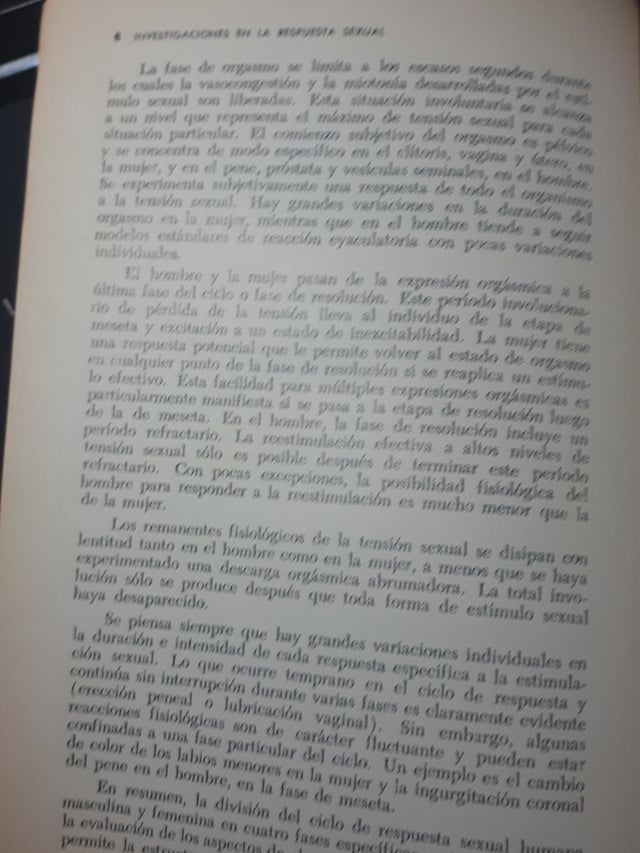 6 INVESTIGACIONES EN LA RESPUESTA SEXUAL
La fase de orgasmo se limita a los escasos segundos durante
los cuales la vasocongestión y la miotonía desarrolladas por el estí-
mulo sexual son liberadas. Esta situación involuntaria se alcanza
a un nivel que representa el máximo de tensión sexual para cada
situación particular. El comienzo subjetivo del orgasmo es pélvico
y se concentra de modo específico en el clítoris, vagina y útero, en
la mujer, y en el pene, próstata y vesículas seminales, en el hombre.
Se experimenta subjetivamente una respuesta de todo el organismo
a la tensión sexual. Hay grandes variaciones en la duración del
orgasmo en la mujer, mientras que en el hombre tiende a seguir
modelos estándares de reacción eyaculatoria con pocas variaciones
individuales.
El hombre y la mujer pasan de la expresión orgásmica a la
última fase del ciclo o fase de resolución. Este período involuciona-
rio de pérdida de la tensión lleva al individuo de la etapa de
meseta y excitación a un estado de inexcitabilidad. La mujer tiene
una respuesta potencial que le permite volver al estado de orgasmo
en cualquier punto de la fase de resolución si se reaplica un estímu-
lo efectivo. Esta facilidad para múltiples expresiones orgásmicas es
particularmente manifiesta si se pasa a la etapa de resolución luego
de la de meseta. En el hombre, la fase de resolución incluye un
período refractario. La reestimulación efectiva a altos niveles de
tensión sexual sólo es posible después de terminar este período
refractario. Con pocas excepciones, la posibilidad fisiológica del
hombre para responder a la reestimulación es mucho menor que la
de la mujer.
Los remanentes fisiológicos de la tensión sexual se disipan con
lentitud tanto en el hombre como en la mujer, a menos que se haya
experimentado una descarga orgásmica abrumadora. La total invo-
lución sólo se produce después que toda forma de estímulo sexual
haya desaparecido.
Se piensa siempre que hay grandes variaciones individuales en
la duración e intensidad de cada respuesta específica a la estimula-
ción sexual. Lo que ocurre temprano en el ciclo de respuesta y
continúa sin interrupción durante varias fases es claramente evidente
(erección peneal o lubricación vaginal). Sin embargo, algunas
reacciones fisiológicas son de carácter fluctuante y pueden estar
confinadas a una fase particular del ciclo. Un ejemplo es el cambio
de color de los labios menores en la mujer y la ingurgitación coronal
del pene en el hombre, en la fase de meseta.
En resumen, la división del ciclo de respuesta sexual humana
masculina y femenina en cuatro fases específicas
la evaluación de los aspectos de
permite la